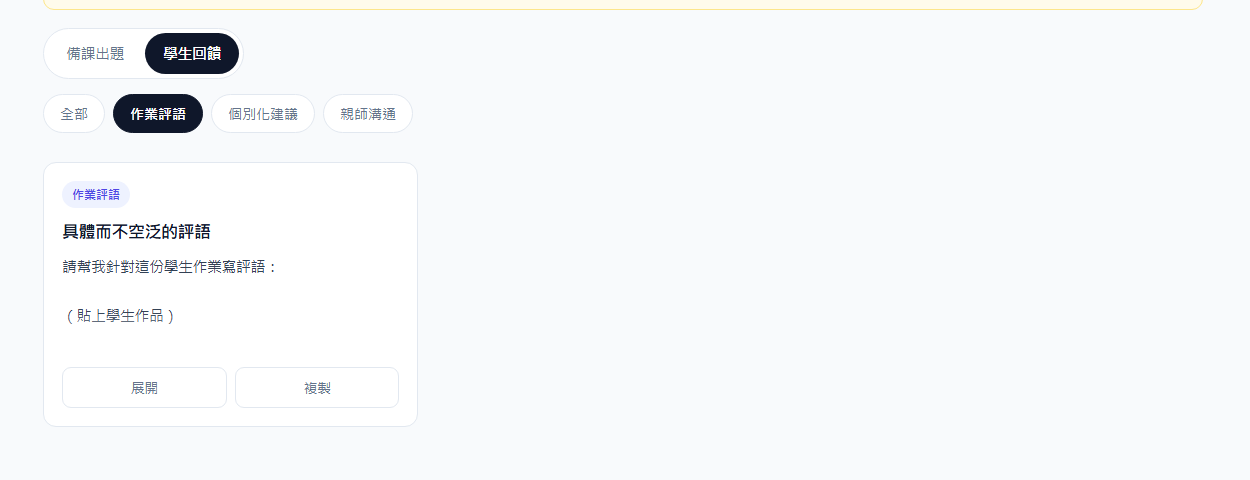 備課出題 學生回饋
全部 作業評語 個別化建議 親師溝通
作業評語
具體而不空泛的評語
請幫我針對這份學生作業寫評語：
（貼上學生作品）
展開 複製